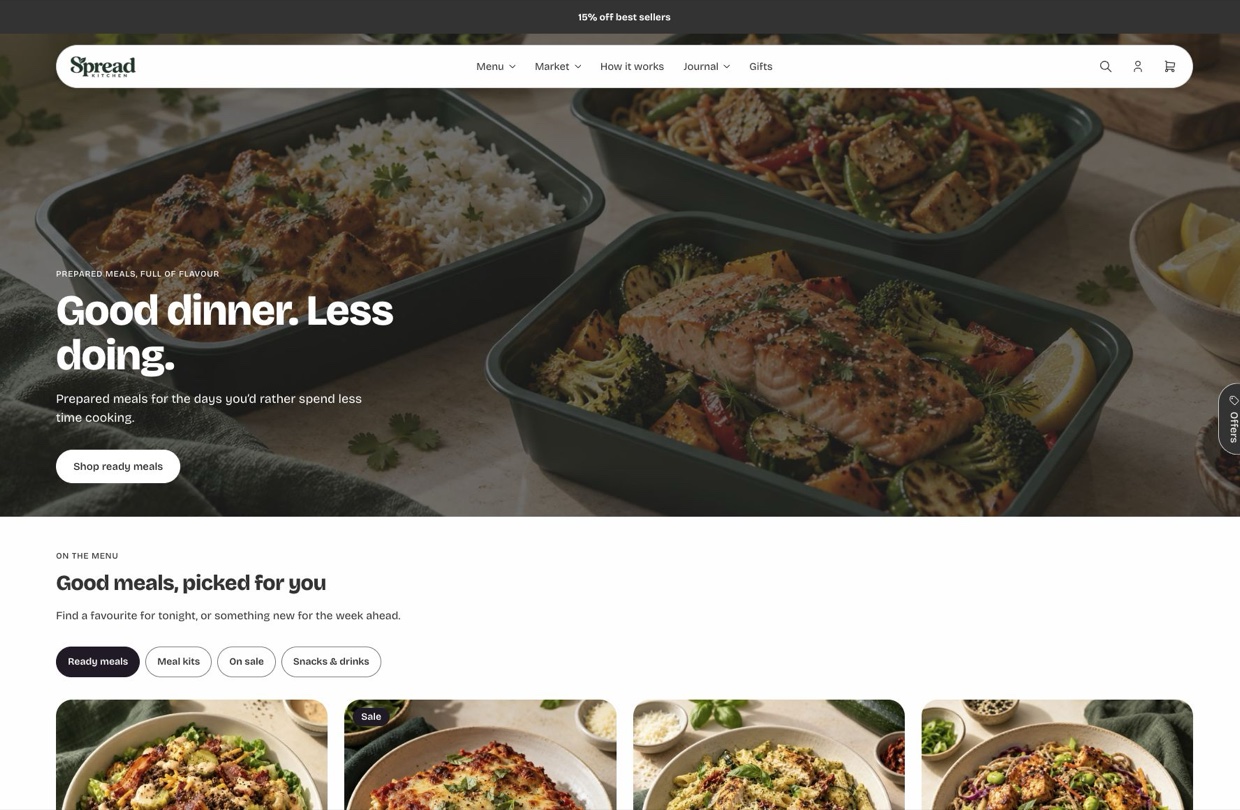 15% off best sellers
Spread
KITCHEN
Menu
Market
How it works
Journal
Gifts
PREPARED MEALS, FULL OF FLAVOUR
Good dinner. Less
doing.
Prepared meals for the days you’d rather spend less
time cooking.
Shop ready meals
Offers
ON THE MENU
Good meals, picked for you
Find a favourite for tonight, or something new for the week ahead.
Ready meals
Meal kits
On sale
Snacks & drinks
Sale